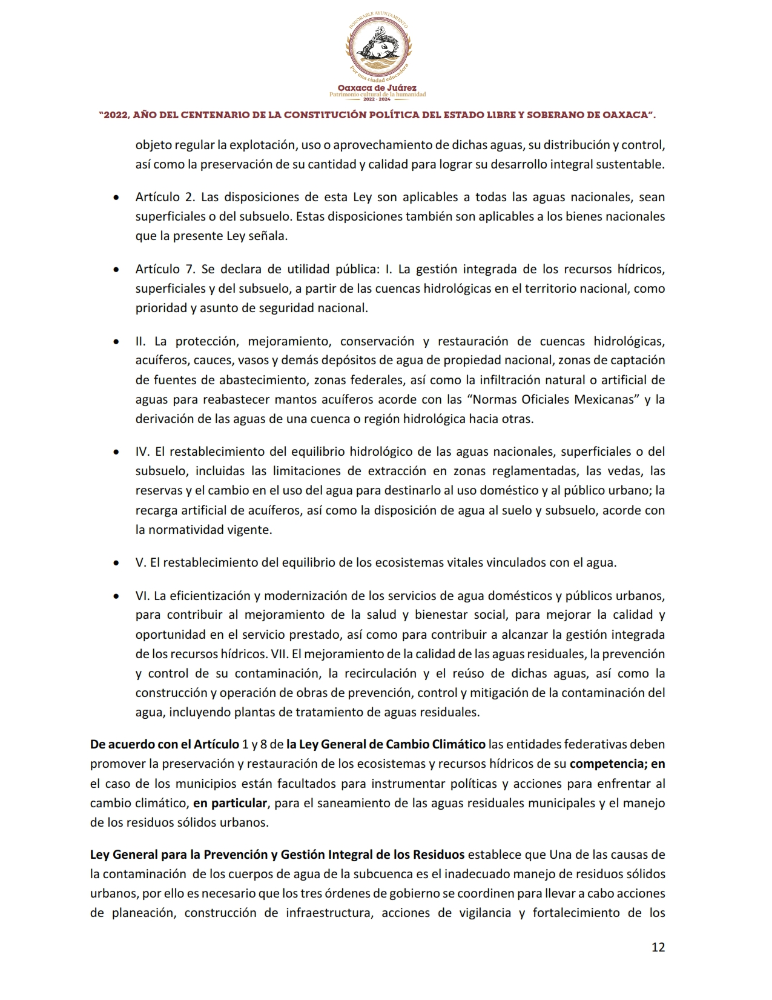 HONORABLE AYUNTAMIENTO
Por una ciudad educadora
Oaxaca de Juárez
Patrimonio cultural de la humanidad
2022 - 2024
“2022, AÑO DEL CENTENARIO DE LA CONSTITUCIÓN POLÍTICA DEL ESTADO LIBRE Y SOBERANO DE OAXACA”.
objeto regular la explotación, uso o aprovechamiento de dichas aguas, su distribución y control,
así como la preservación de su cantidad y calidad para lograr su desarrollo integral sustentable.
• Artículo 2. Las disposiciones de esta Ley son aplicables a todas las aguas nacionales, sean
superficiales o del subsuelo. Estas disposiciones también son aplicables a los bienes nacionales
que la presente Ley señala.
• Artículo 7. Se declara de utilidad pública: I. La gestión integrada de los recursos hídricos,
superficiales y del subsuelo, a partir de las cuencas hidrológicas en el territorio nacional, como
prioridad y asunto de seguridad nacional.
• II. La protección, mejoramiento, conservación y restauración de cuencas hidrológicas,
acuíferos, cauces, vasos y demás depósitos de agua de propiedad nacional, zonas de captación
de fuentes de abastecimiento, zonas federales, así como la infiltración natural o artificial de
aguas para reabastecer mantos acuíferos acorde con las “Normas Oficiales Mexicanas” y la
derivación de las aguas de una cuenca o región hidrológica hacia otras.
• IV. El restablecimiento del equilibrio hidrológico de las aguas nacionales, superficiales o del
subsuelo, incluidas las limitaciones de extracción en zonas reglamentadas, las vedas, las
reservas y el cambio en el uso del agua para destinarlo al uso doméstico y al público urbano; la
recarga artificial de acuíferos, así como la disposición de agua al suelo y subsuelo, acorde con
la normatividad vigente.
• V. El restablecimiento del equilibrio de los ecosistemas vitales vinculados con el agua.
• VI. La eficientización y modernización de los servicios de agua domésticos y públicos urbanos,
para contribuir al mejoramiento de la salud y bienestar social, para mejorar la calidad y
oportunidad en el servicio prestado, así como para contribuir a alcanzar la gestión integrada
de los recursos hídricos. VII. El mejoramiento de la calidad de las aguas residuales, la prevención
y control de su contaminación, la recirculación y el reúso de dichas aguas, así como la
construcción y operación de obras de prevención, control y mitigación de la contaminación del
agua, incluyendo plantas de tratamiento de aguas residuales.
De acuerdo con el Artículo 1 y 8 de la Ley General de Cambio Climático las entidades federativas deben
promover la preservación y restauración de los ecosistemas y recursos hídricos de su competencia; en
el caso de los municipios están facultados para instrumentar políticas y acciones para enfrentar al
cambio climático, en particular, para el saneamiento de las aguas residuales municipales y el manejo
de los residuos sólidos urbanos.
Ley General para la Prevención y Gestión Integral de los Residuos establece que Una de las causas de
la contaminación de los cuerpos de agua de la subcuenca es el inadecuado manejo de residuos sólidos
urbanos, por ello es necesario que los tres órdenes de gobierno se coordinen para llevar a cabo acciones
de planeación, construcción de infraestructura, acciones de vigilancia y fortalecimiento de los
12